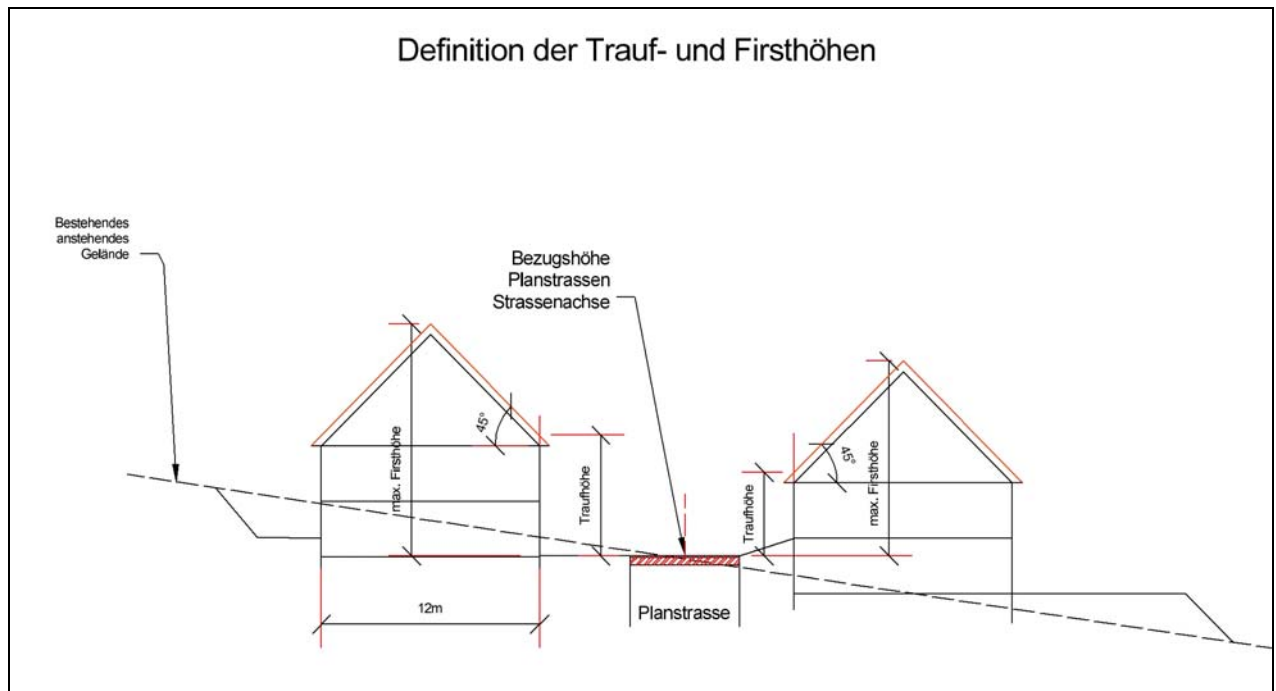 Definition der Trauf- und Firsthöhen
Bestehendes
anstehendes
Gelände
Bezugshöhe
Planstrassen
Strassenachse
45°
max. Firsthöhe
Traufhöhe
Traufhöhe
45°
max. Firsthöhe
12m
Planstrasse